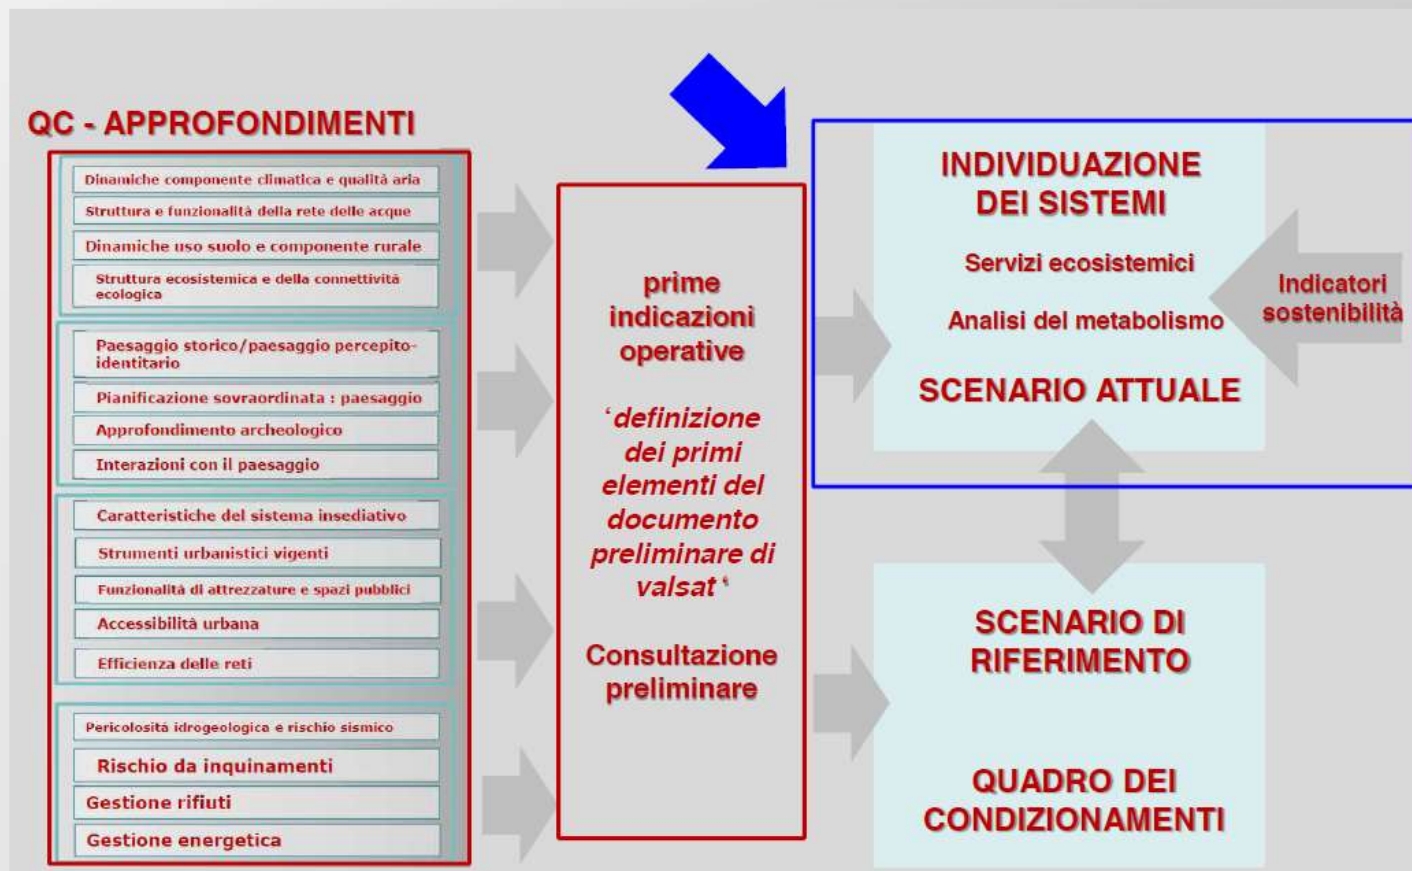 QC - APPROFONDIMENTI
Dinamiche componente climatica e qualità aria
Struttura e funzionalità della rete delle acque
Dinamiche uso suolo e componente rurale
Struttura ecosistemica e della connettività
ecologica
Paesaggio storico/paesaggio percepito-
identitario
Pianificazione sovraordinata : paesaggio
Approfondimento archeologico
Interazioni con il paesaggio
Caratteristiche del sistema insediativo
Strumenti urbanistici vigenti
Funzionalità di attrezzature e spazi pubblici
Accessibilità urbana
Efficienza delle reti
Pericolosità idrogeologica e rischio sismico
Rischio da inquinamenti
Gestione rifiuti
Gestione energetica
prime
indicazioni
operative
‘definizione
dei primi
elementi del
documento
preliminare di
valsat‘
Consultazione
preliminare
INDIVIDUAZIONE
DEI SISTEMI
Servizi ecosistemici
Analisi del metabolismo
SCENARIO ATTUALE
Indicatori
sostenibilità
SCENARIO DI
RIFERIMENTO
QUADRO DEI
CONDIZIONAMENTI